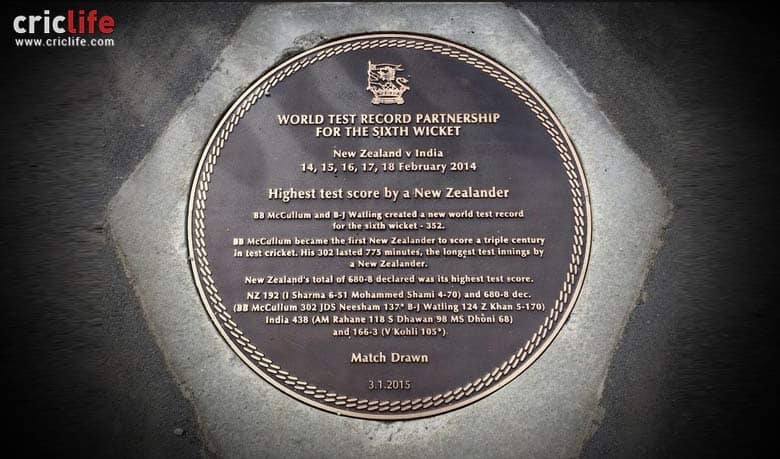 criclife
www.criclife.com
WORLD TEST RECORD PARTNERSHIP
FOR THE SIXTH WICKET
New Zealand v India
14, 15, 16, 17, 18 February 2014
Highest test score by a New Zealander
BB McCullum and B-J Watling created a new world test record
for the sixth wicket - 352.
BB McCullum became the first New Zealander to score a triple century
in test cricket. His 302 lasted 775 minutes, the longest test innings by
a New Zealander.
New Zealand's total of 680-8 declared was its highest test score.
NZ 192 (I Sharma 6-51 Mohammed Shami 4-70) and 680-8 dec.
(BB McCullum 302 JDS Neesham 137* B-J Watling 124 Z Khan 5-170)
India 438 (AM Rahane 118 S Dhawan 98 MS Dhoni 68)
and 166-3 (V Kohli 105*)
Match Drawn
3.1.2015